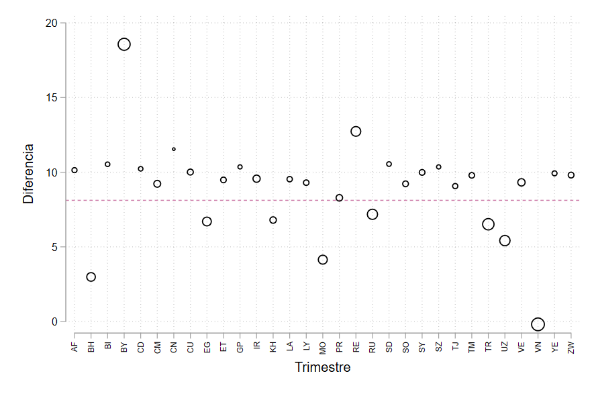 20
15
10
5
0
Diferencia
AF BH BI BY CD CM CN CU EG ET GP IR KH LA LY MO PR RE RU SD SO SY SZ TJ TM TR UZ VE VN YE ZW
Trimestre